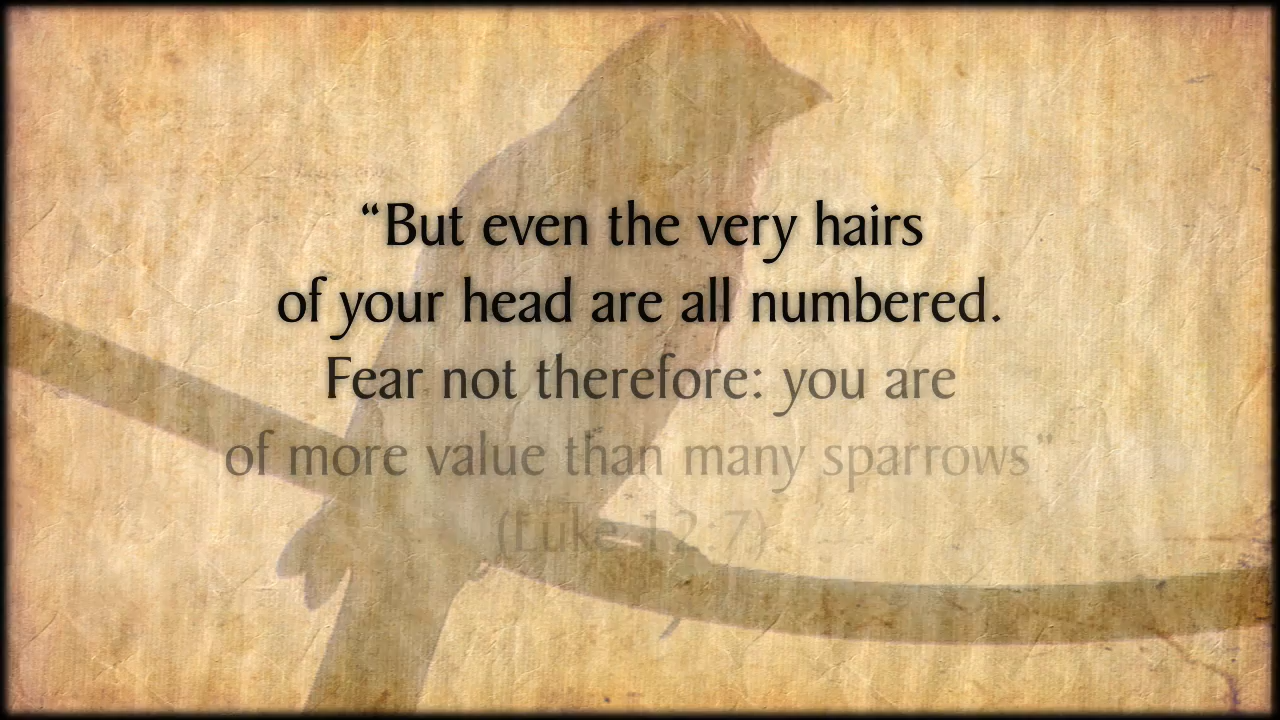 “But even the very hairs
of your head are all numbered.
Fear not therefore: you are
of more value than many sparrows”
(Luke 12:7)